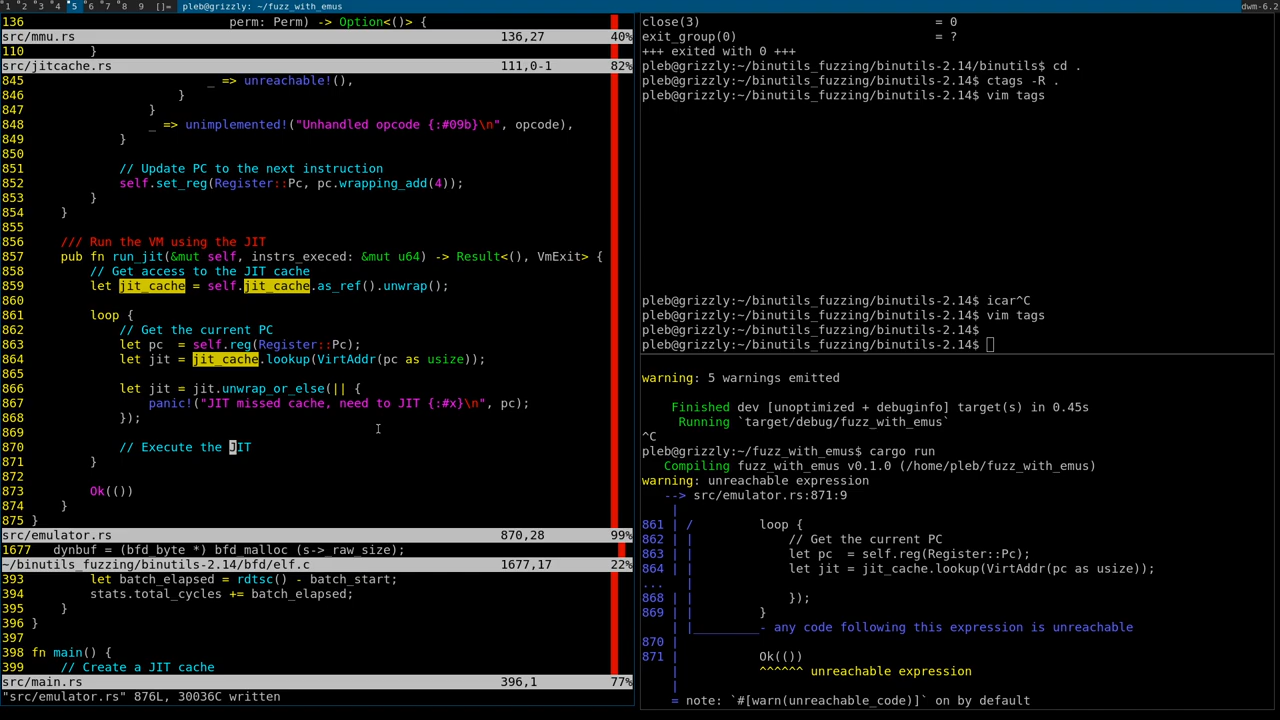 1 2 3 4 5 6 7 8 9 []= pleb@grizzly: ~/fuzz_with_emus dwm-6.2
136 perm: Perm) -> Option<()> {
src/mmu.rs 136,27 40%
110 }
src/jitcache.rs 111,0-1 82%
845 _ => unreachable!(),
846 }
847 }
848 _ => unimplemented!("Unhandled opcode {:#09b}\n", opcode),
849 }
850
851 // Update PC to the next instruction
852 self.set_reg(Register::Pc, pc.wrapping_add(4));
853 }
854 }
855
856 /// Run the VM using the JIT
857 pub fn run_jit(&mut self, instrs_execed: &mut u64) -> Result<(), VmExit> {
858 // Get access to the JIT cache
859 let jit_cache = self.jit_cache.as_ref().unwrap();
860
861 loop {
862 // Get the current PC
863 let pc  = self.reg(Register::Pc);
864 let jit = jit_cache.lookup(VirtAddr(pc as usize));
865
866 let jit = jit.unwrap_or_else(|| {
867 panic!("JIT missed cache, need to JIT {:#x}\n", pc);
868 });
869
870 // Execute the JIT
871 }
872
873 Ok(())
874 }
875 }
src/emulator.rs 870,28 99%
1677 dynbuf = (bfd_byte *) bfd_malloc (s->_raw_size);
~/binutils_fuzzing/binutils-2.14/bfd/elf.c 1677,17 22%
393 let batch_elapsed = rdtsc() - batch_start;
394 stats.total_cycles += batch_elapsed;
395 }
396 }
397
398 fn main() {
399 // Create a JIT cache
src/main.rs 396,1 77%
"src/emulator.rs" 876L, 30036C written
close(3) = 0
exit_group(0) = ?
+++ exited with 0 +++
pleb@grizzly:~/binutils_fuzzing/binutils-2.14/binutils$ cd .
pleb@grizzly:~/binutils_fuzzing/binutils-2.14$ ctags -R .
pleb@grizzly:~/binutils_fuzzing/binutils-2.14$ vim tags
pleb@grizzly:~/binutils_fuzzing/binutils-2.14$ icar^C
pleb@grizzly:~/binutils_fuzzing/binutils-2.14$ vim tags
pleb@grizzly:~/binutils_fuzzing/binutils-2.14$
pleb@grizzly:~/binutils_fuzzing/binutils-2.14$
warning: 5 warnings emitted
Finished dev [unoptimized + debuginfo] target(s) in 0.45s
Running `target/debug/fuzz_with_emus`
^C
pleb@grizzly:~/fuzz_with_emus$ cargo run
Compiling fuzz_with_emus v0.1.0 (/home/pleb/fuzz_with_emus)
warning: unreachable expression
--> src/emulator.rs:871:9
|
861 | / loop {
862 | | // Get the current PC
863 | | let pc  = self.reg(Register::Pc);
864 | | let jit = jit_cache.lookup(VirtAddr(pc as usize));
... |
868 | | });
869 | | }
| |_________- any code following this expression is unreachable
870 |
871 | Ok(())
| ^^^^^^ unreachable expression
|
= note: `#[warn(unreachable_code)]` on by default